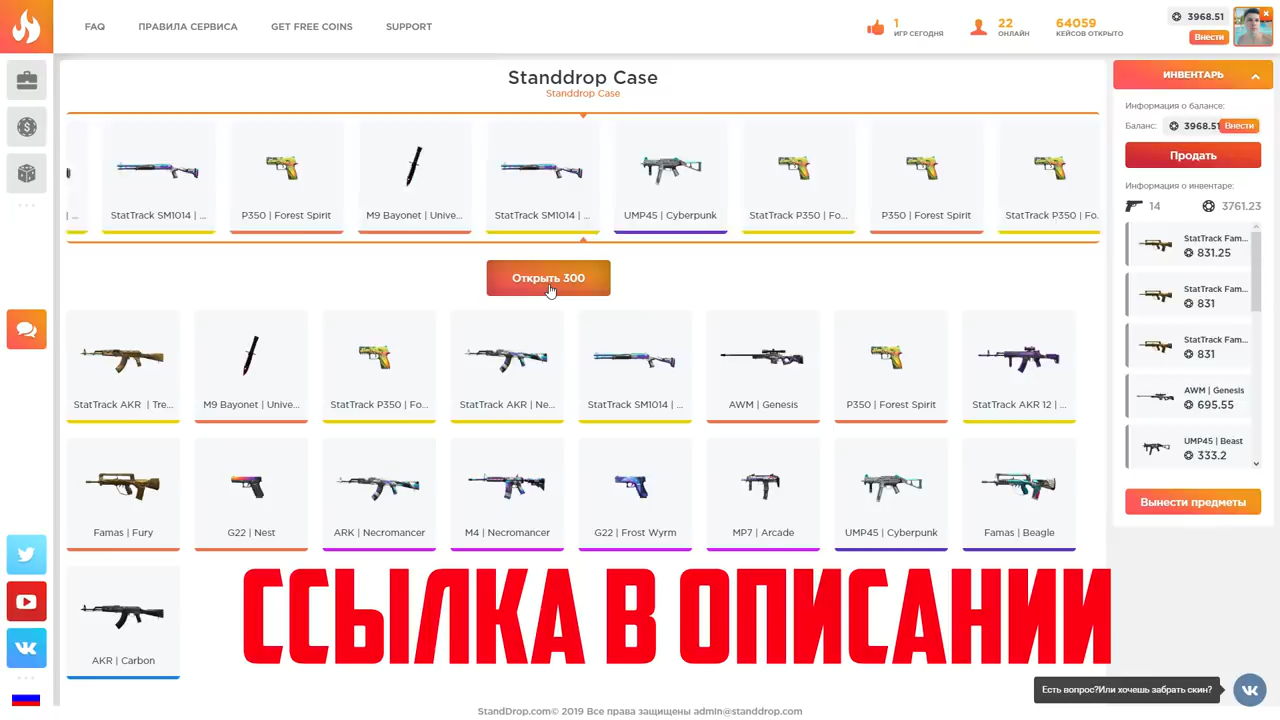 FAQ
ПРАВИЛА СЕРВИСА
GET FREE COINS
SUPPORT
1
ИГР СЕГОДНЯ
22
ОНЛАЙН
64059
КЕЙСОВ ОТКРЫТО
3968.51
Внести
Standdrop Case
Standdrop Case
| ...
StatTrack SM1014 | ...
P350 | Forest Spirit
M9 Bayonet | Unive...
StatTrack SM1014 | ...
UMP45 | Cyberpunk
StatTrack P350 | Fo...
P350 | Forest Spirit
StatTrack P350 | Fo.
Открыть 300
StatTrack AKR | Tre...
M9 Bayonet | Unive...
StatTrack P350 | Fo...
StatTrack AKR | Ne...
StatTrack SM1014 | ...
AWM | Genesis
P350 | Forest Spirit
StatTrack AKR 12 | ...
Famas | Fury
G22 | Nest
ARK | Necromancer
M4 | Necromancer
G22 | Frost Wyrm
MP7 | Arcade
UMP45 | Cyberpunk
Famas | Beagle
AKR | Carbon
ССЫЛКА В ОПИСАНИИ
ИНВЕНТАРЬ
Информация о балансе:
Баланс: 3968.51 Внести
Продать
Информация о инвентаре:
14 3761.23
StatTrack Fam...
831.25
StatTrack Fam...
831
StatTrack Fam...
831
AWM | Genesis
695.55
UMP45 | Beast
333.2
Вынести предметы
Есть вопрос?Или хочешь забрать скин?
StandDrop.com© 2019 Все права защищены admin@standdrop.com